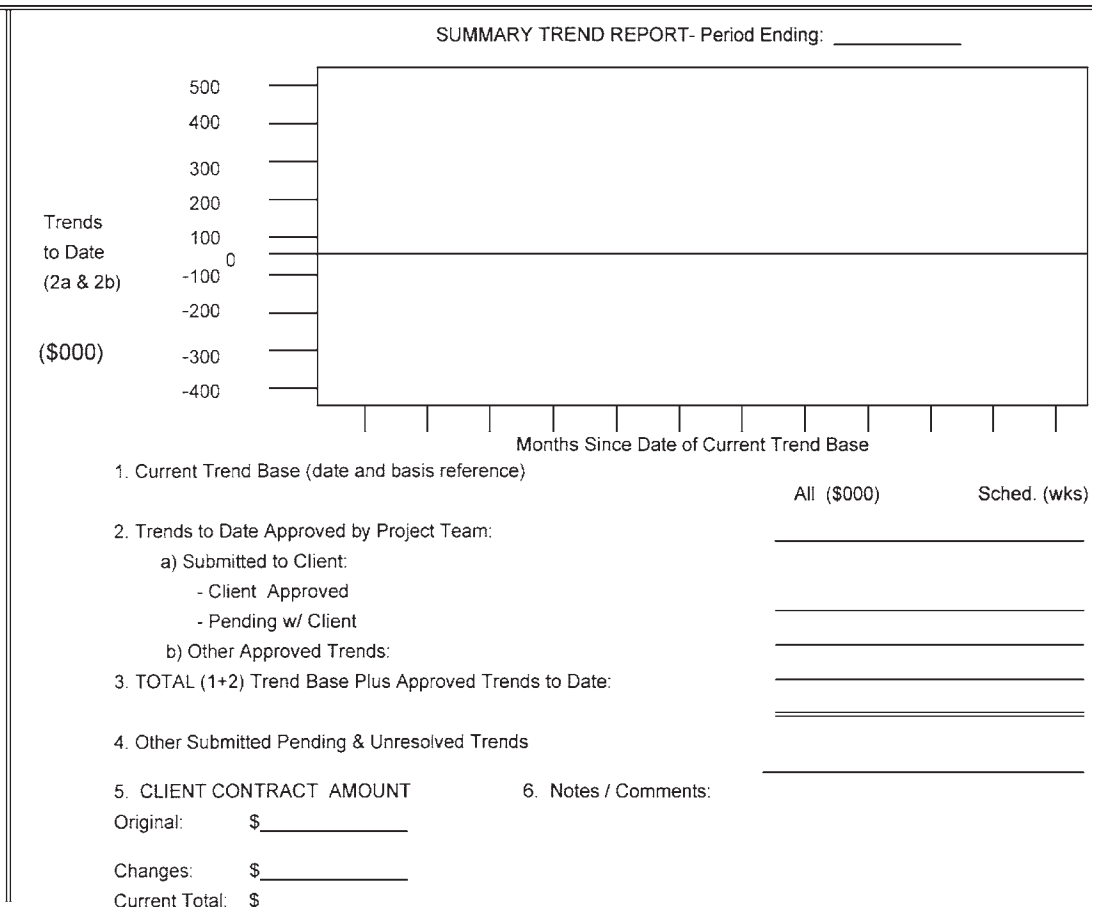 SUMMARY TREND REPORT- Period Ending: ___________
500
400
300
200
Trends
100
to Date
0
(2a & 2b)
-100
-200
($000)
-300
-400
Months Since Date of Current Trend Base
1. Current Trend Base (date and basis reference)
All ($000) Sched. (wks)
2. Trends to Date Approved by Project Team:
a) Submitted to Client:
- Client Approved
- Pending w/ Client
b) Other Approved Trends:
3. TOTAL (1+2) Trend Base Plus Approved Trends to Date:
4. Other Submitted Pending & Unresolved Trends
5. CLIENT CONTRACT AMOUNT 6. Notes / Comments:
Original: $____________
Changes: $____________
Current Total: $